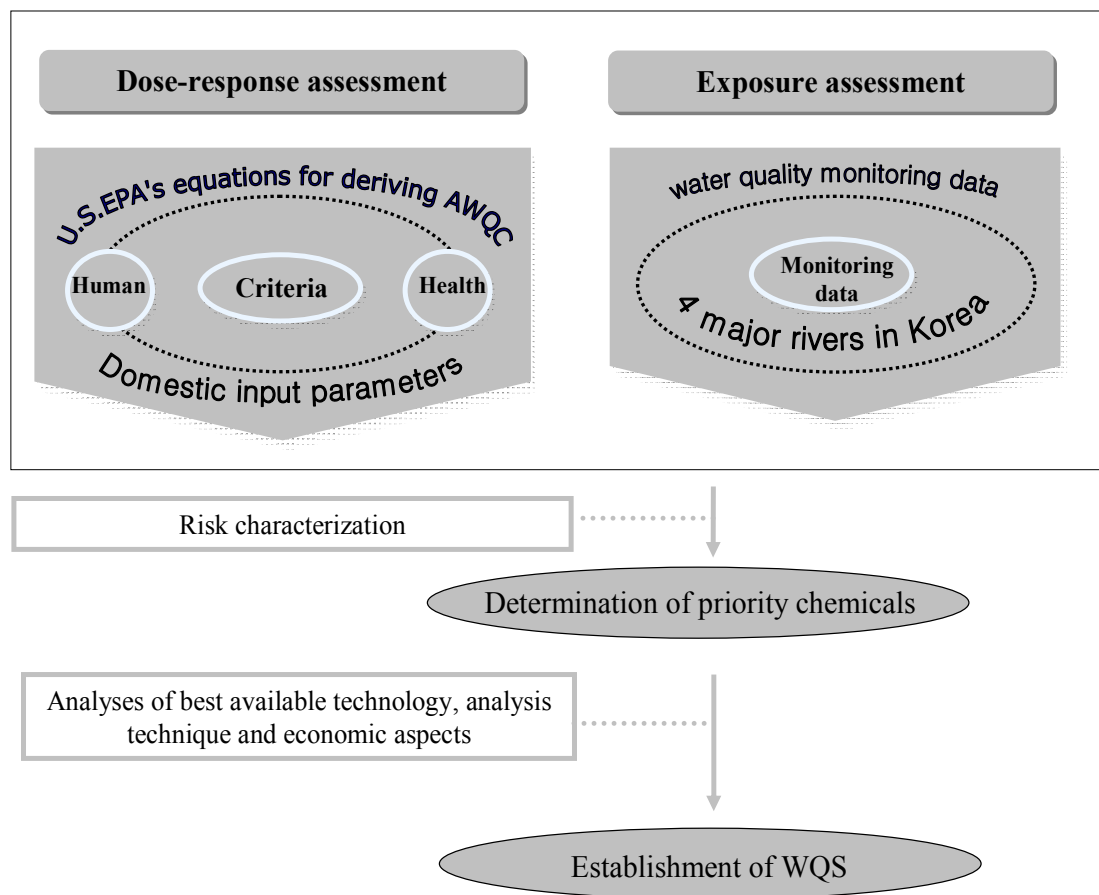 Dose-response assessment
U.S.EPA's equations for deriving AWQC
Human
Criteria
Health
Domestic input parameters
Exposure assessment
water quality monitoring data
Monitoring
data
4 major rivers in Korea
Risk characterization
Determination of priority chemicals
Analyses of best available technology, analysis
technique and economic aspects
Establishment of WQS